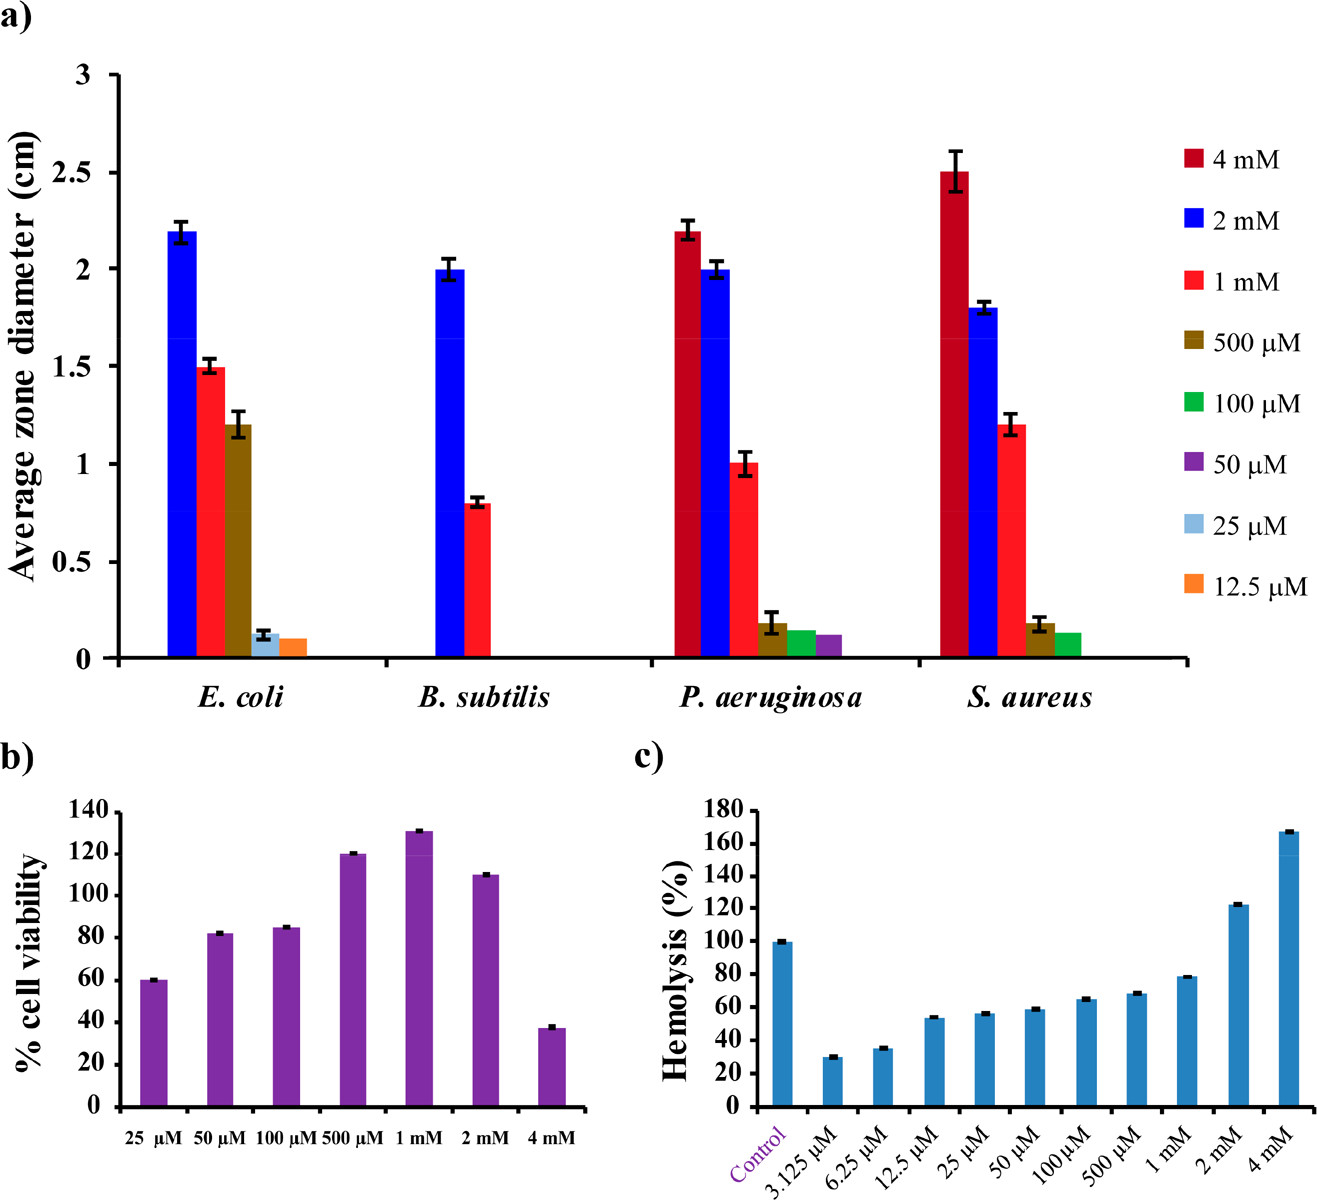 a)
Average zone diameter (cm)
3
2.5
2
1.5
1
0.5
0
E. coli
B. subtilis
P. aeruginosa
S. aureus
4 mM
2 mM
1 mM
500 μM
100 μM
50 μM
25 μM
12.5 μM
b)
% cell viability
140
120
100
80
60
40
20
0
25 μM
50 μM
100 μM
500 μM
1 mM
2 mM
4 mM
c)
Hemolysis (%)
180
160
140
120
100
80
60
40
20
0
Control
3.125 μM
6.25 μM
12.5 μM
25 μM
50 μM
100 μM
500 μM
1 mM
2 mM
4 mM